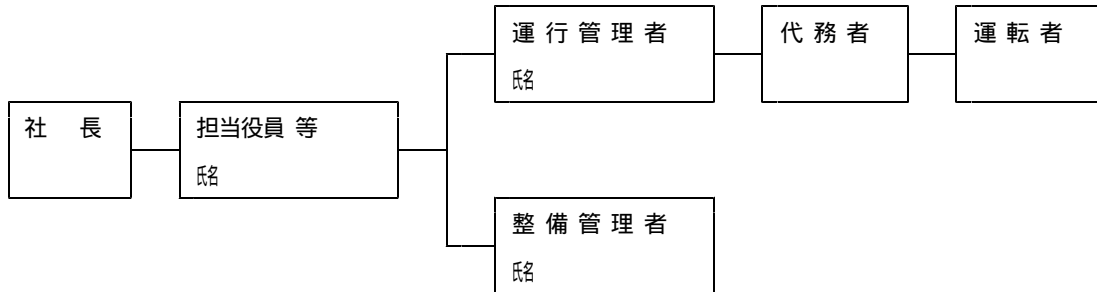 社　長
担当役員 等
氏名
運 行 管 理 者
氏名
代 務 者
運 転 者
整 備 管 理 者
氏名